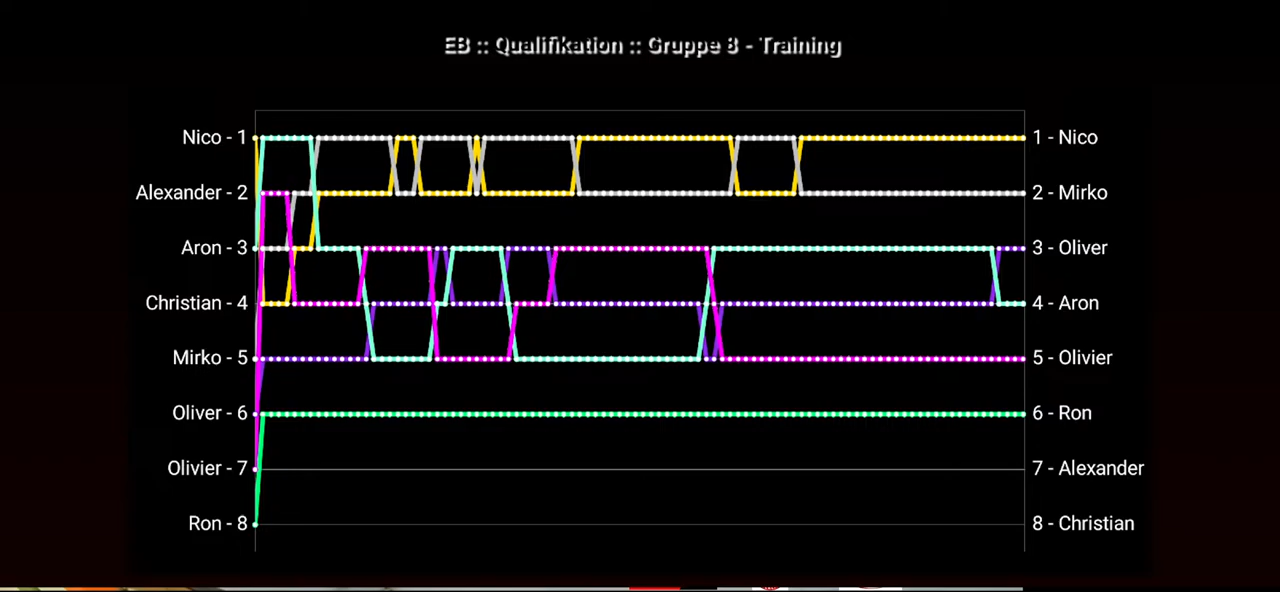 EB :: Qualifikation :: Gruppe 8 - Training
Nico - 1
1 - Nico
Alexander - 2
2 - Mirko
Aron - 3
3 - Oliver
Christian - 4
4 - Aron
Mirko - 5
5 - Olivier
Oliver - 6
6 - Ron
Olivier - 7
7 - Alexander
Ron - 8
8 - Christian